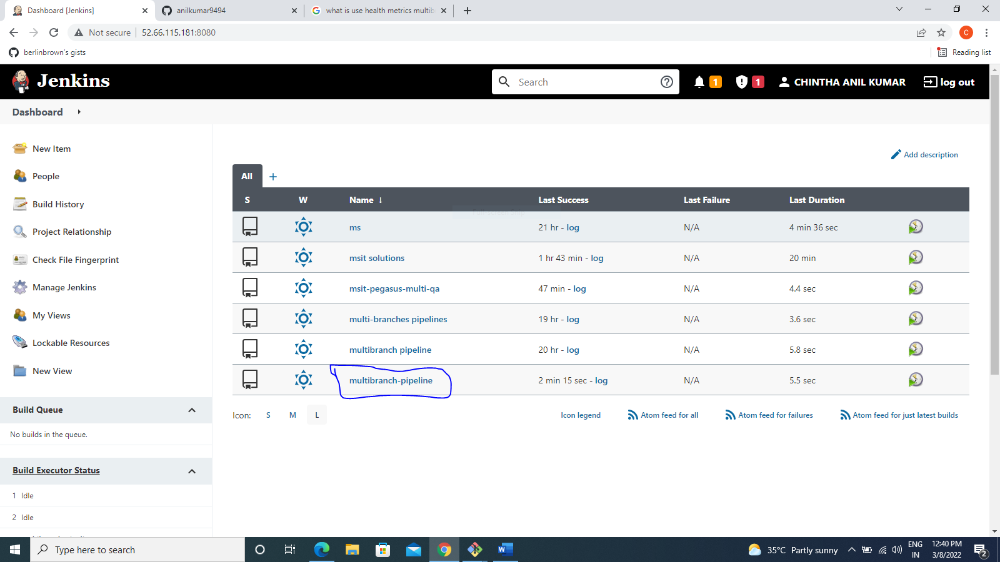 Dashboard [Jenkins]
anilkumar9494
what is use health metrics multib
Not secure
52.66.115.181:8080
berlinbrown's gists
Reading list
Jenkins
Search
1
1
CHINTHA ANIL KUMAR
log out
Dashboard
New Item
People
Build History
Project Relationship
Check File Fingerprint
Manage Jenkins
My Views
Lockable Resources
New View
Build Queue
No builds in the queue.
Build Executor Status
1 Idle
2 Idle
Add description
All +
S W Name ↓ Last Success Last Failure Last Duration
ms 21 hr - log N/A 4 min 36 sec
msit solutions 1 hr 43 min - log N/A 20 min
msit-pegasus-multi-qa 47 min - log N/A 4.4 sec
multi-branches pipelines 19 hr - log N/A 3.6 sec
multibranch pipeline 20 hr - log N/A 5.8 sec
multibranch-pipeline 2 min 15 sec - log N/A 5.5 sec
Icon: S M L
Icon legend
Atom feed for all
Atom feed for failures
Atom feed for just latest builds
Type here to search
35°C Partly sunny
ENG
IN
12:40 PM
3/8/2022
2